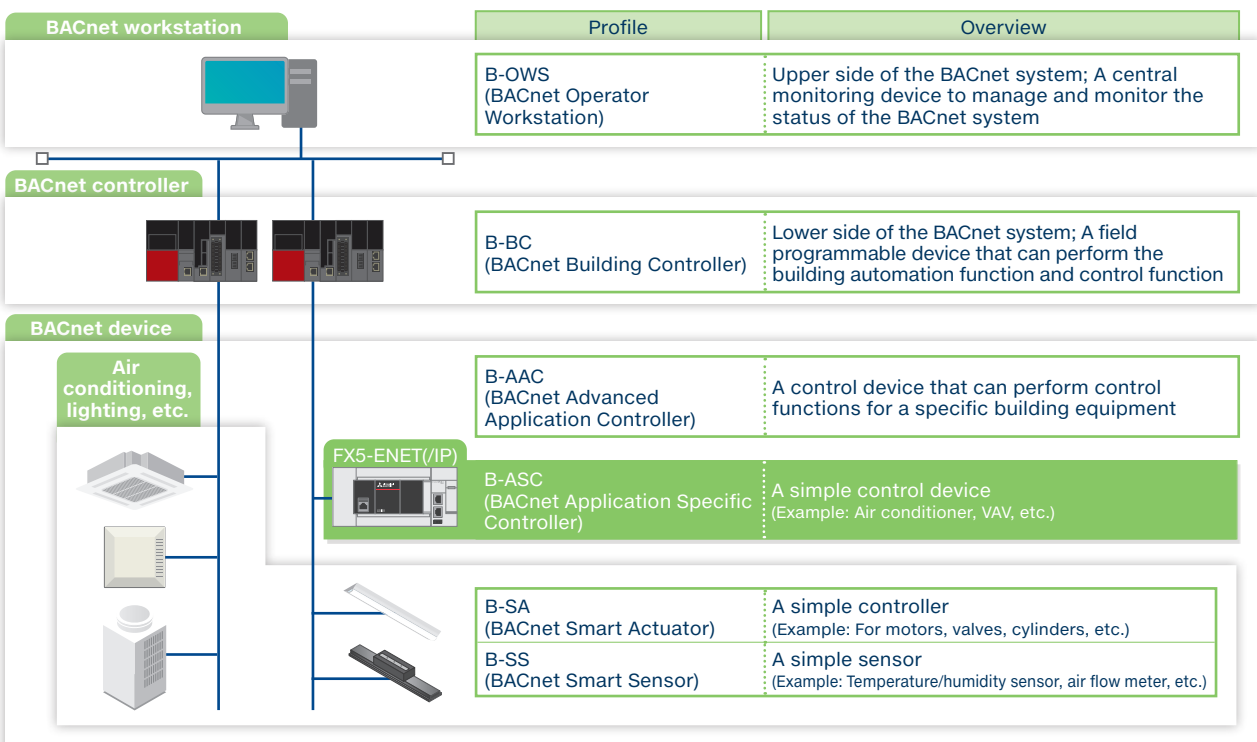 BACnet workstation
Profile
Overview
B-OWS
(BACnet Operator
Workstation)
Upper side of the BACnet system; A central
monitoring device to manage and monitor the
status of the BACnet system
BACnet controller
B-BC
(BACnet Building Controller)
Lower side of the BACnet system; A field
programmable device that can perform the
building automation function and control function
BACnet device
Air
conditioning,
lighting, etc.
B-AAC
(BACnet Advanced
Application Controller)
A control device that can perform control
functions for a specific building equipment
FX5-ENET(/IP)
B-ASC
(BACnet Application Specific
Controller)
A simple control device
(Example: Air conditioner, VAV, etc.)
B-SA
(BACnet Smart Actuator)
A simple controller
(Example: For motors, valves, cylinders, etc.)
B-SS
(BACnet Smart Sensor)
A simple sensor
(Example: Temperature/humidity sensor, air flow meter, etc.)